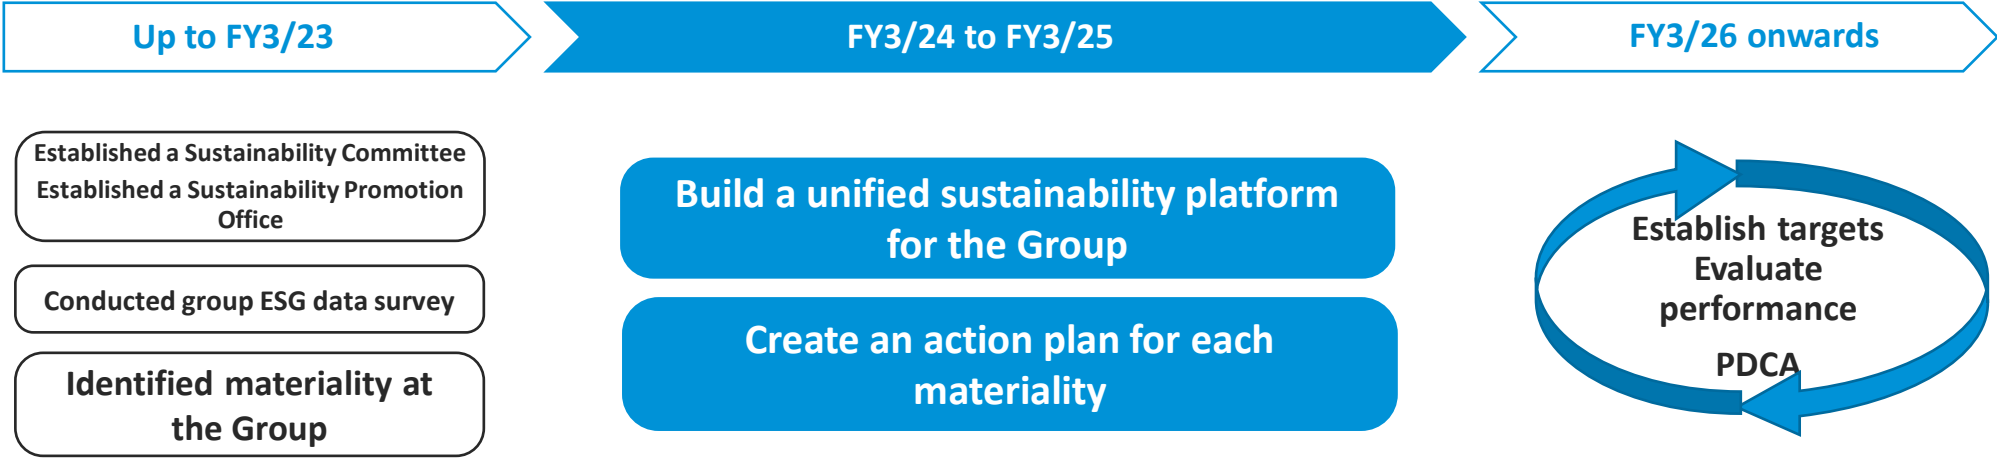 Up to FY3/23
FY3/24 to FY3/25
FY3/26 onwards
Established a Sustainability Committee
Established a Sustainability Promotion
Office
Conducted group ESG data survey
Identified materiality at
the Group
Build a unified sustainability platform
for the Group
Create an action plan for each
materiality
Establish targets
Evaluate
performance
PDCA